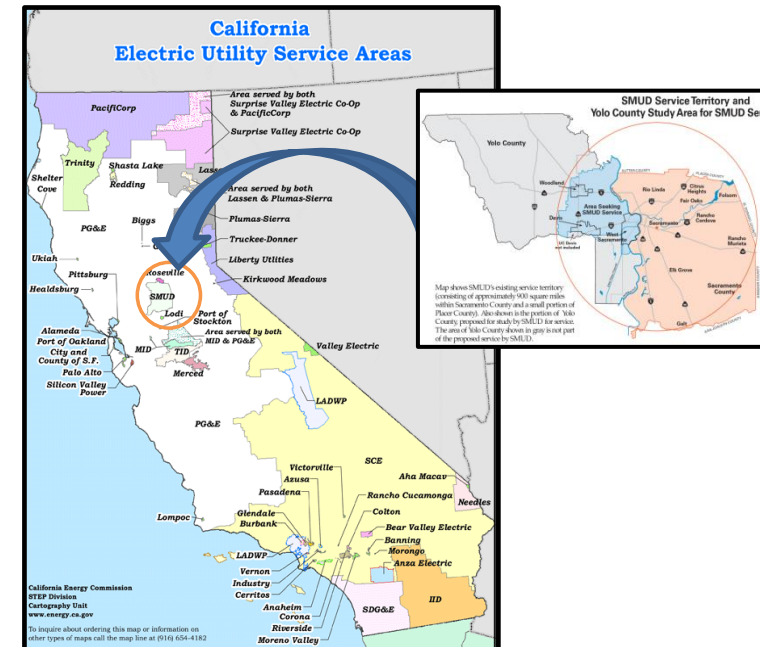 California
Electric Utility Service Areas
Area served by both
Surprise Valley Electric Co-Op
& PacifiCorp
PacifiCorp
Surprise Valley Electric Co-Op
Trinity
Shasta Lake
Redding
Lass
Shelter
Cove
Area served by both
Lassen & Plumas-Sierra
Plumas-Sierra
Biggs
PG&E
Truckee-Donner
Ukiah
Liberty Utilities
Pittsburg
Roseville
Kirkwood Meadows
Healdsburg
SMUD
Lodi
Port of
Stockton
Alameda
Port of Oakland
City and
County of S.F.
Palo Alto
Silicon Valley
Power
Area served by both
MID & PG&E
MID
TID
Merced
Valley Electric
LADWP
PG&E
SCE
Victorville
Azusa
Pasadena
Aha Macav
Rancho Cucamonga
Needles
Colton
Lompoc
Glendale
Burbank
Bear Valley Electric
Banning
Morongo
LADWP
Anza Electric
Vernon
Industry
Cerritos
IID
Anaheim
Corona
Riverside
Moreno Valley
SDG&E
California Energy Commission
STEP Division
Cartography Unit
www.energy.ca.gov
To inquire about ordering this map or information on
other types of maps call the map line at (916) 654-4182
SMUD Service Territory and
Yolo County Study Area for SMUD Se
Yolo County
SUTTER COUNTY
PLACER COUNTY
Woodland
Rio Linda
Citrus
Heights
Folsom
Fair Oaks
Area Seeking
SMUD Service
Davis
Sacramento
Rancho
Cordova
West
Sacramento
UC Davis
not included
Rancho
Murieta
Elk Grove
Sacramento
County
Galt
SAN JOAQUIN COUNTY
Map shows SMUD's existing service territory
(consisting of approximately 900 square miles
within Sacramento County and a small portion of
Placer County). Also shown is the portion of Yolo
County, proposed for study by SMUD for service.
The area of Yolo County shown in gray is not part
of the proposed service by SMUD.